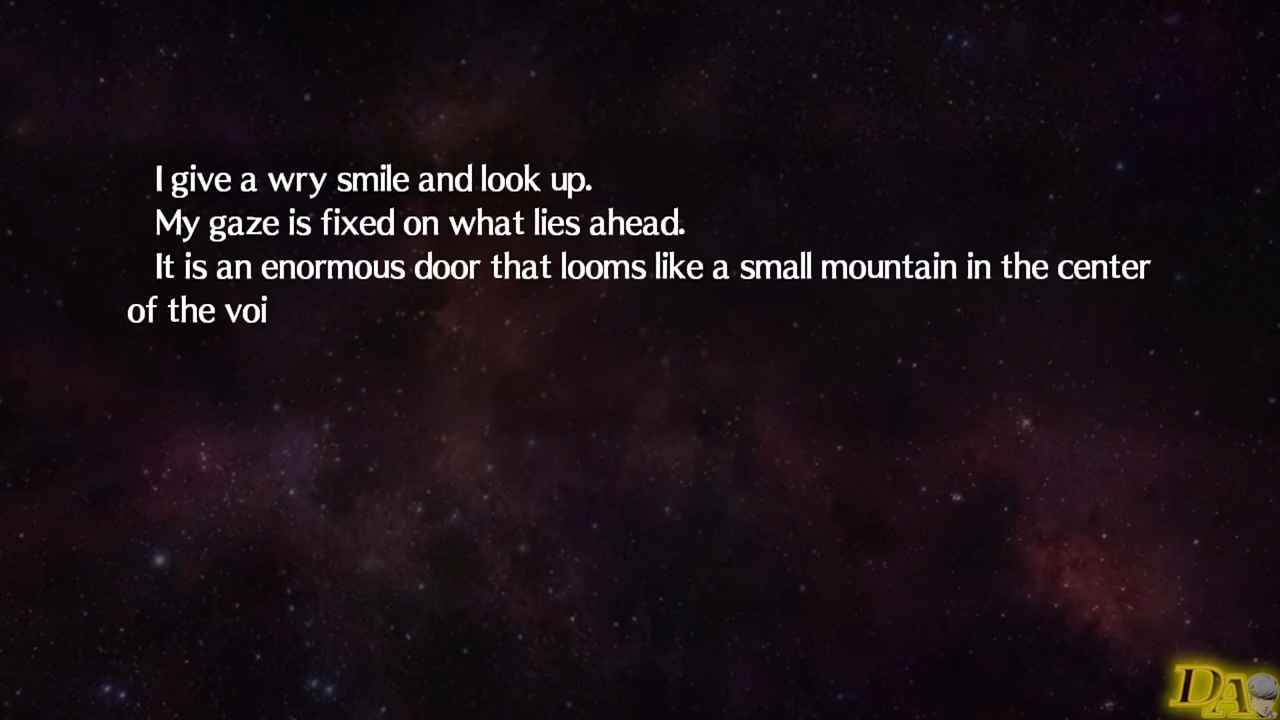 I give a wry smile and look up.
My gaze is fixed on what lies ahead.
It is an enormous door that looms like a small mountain in the center
of the voi
DA